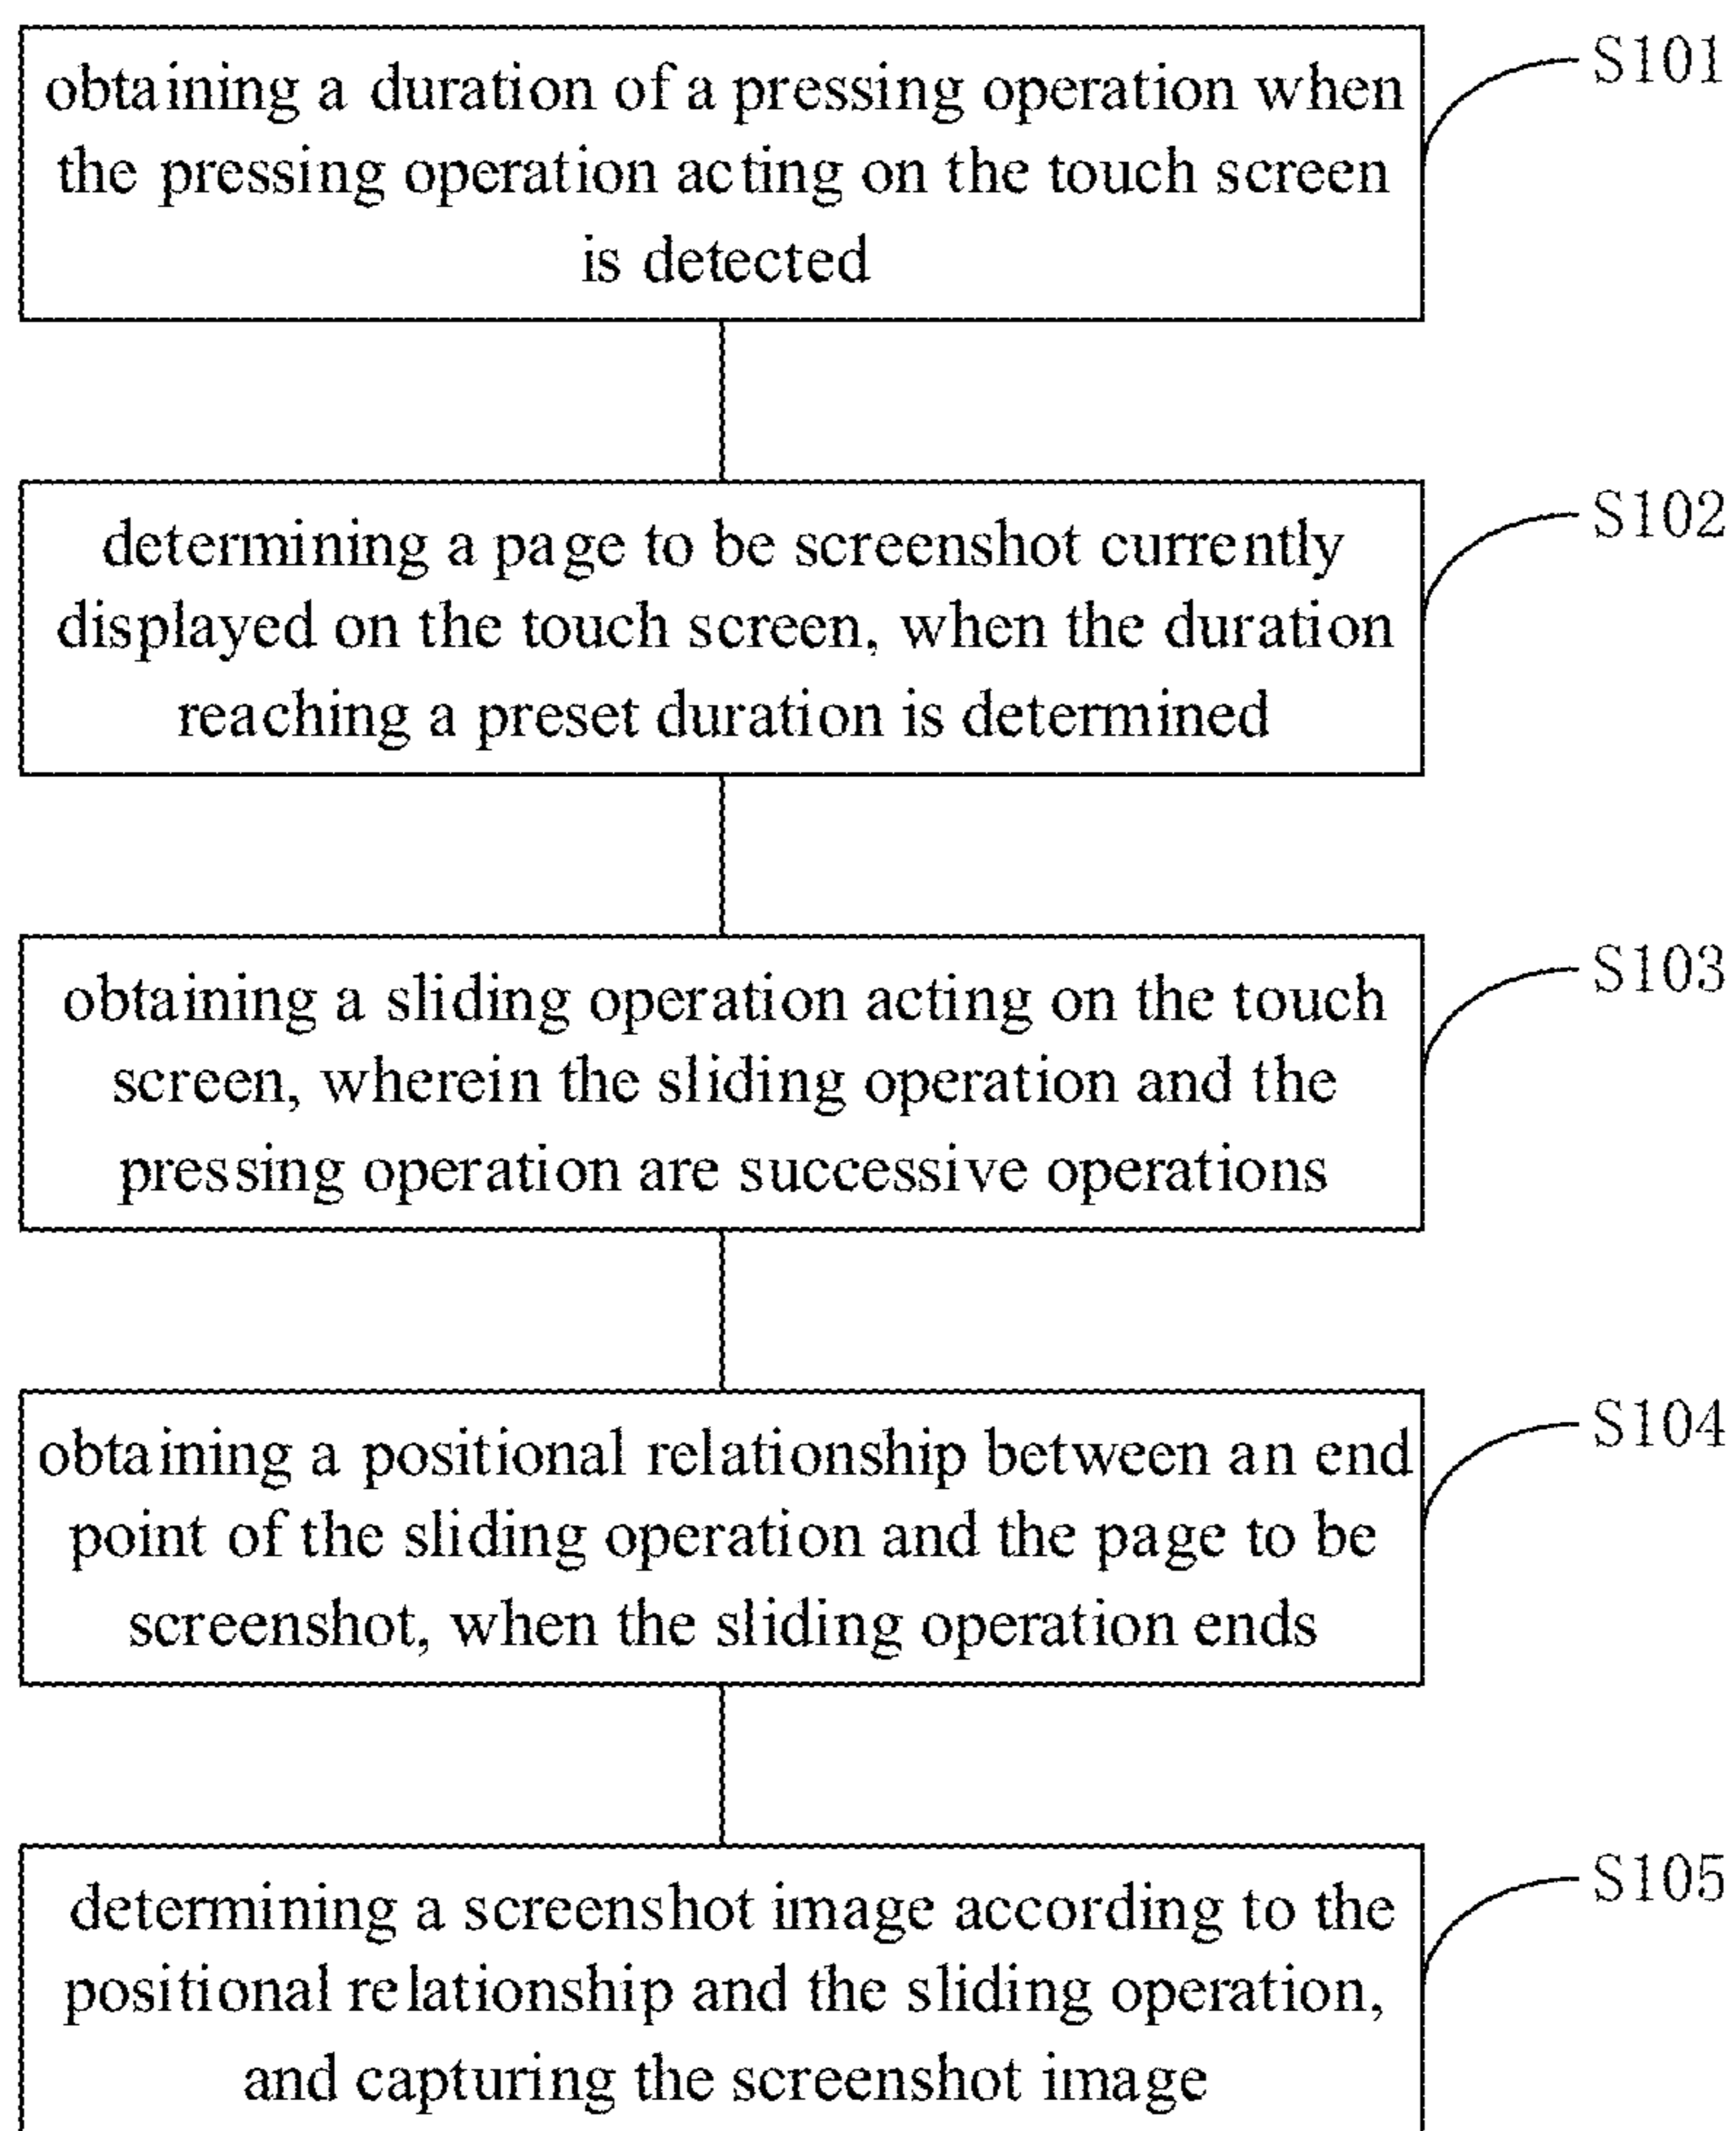 obtaining a duration of a pressing operation when
the pressing operation acting on the touch screen
is detected
S101
determining a page to be screenshot currently
displayed on the touch screen, when the duration
reaching a preset duration is determined
S102
obtaining a sliding operation acting on the touch
screen, wherein the sliding operation and the
pressing operation are successive operations
S103
obtaining a positional relationship between an end
point of the sliding operation and the page to be
screenshot, when the sliding operation ends
S104
determining a screenshot image according to the
positional relationship and the sliding operation,
and capturing the screenshot image
S105